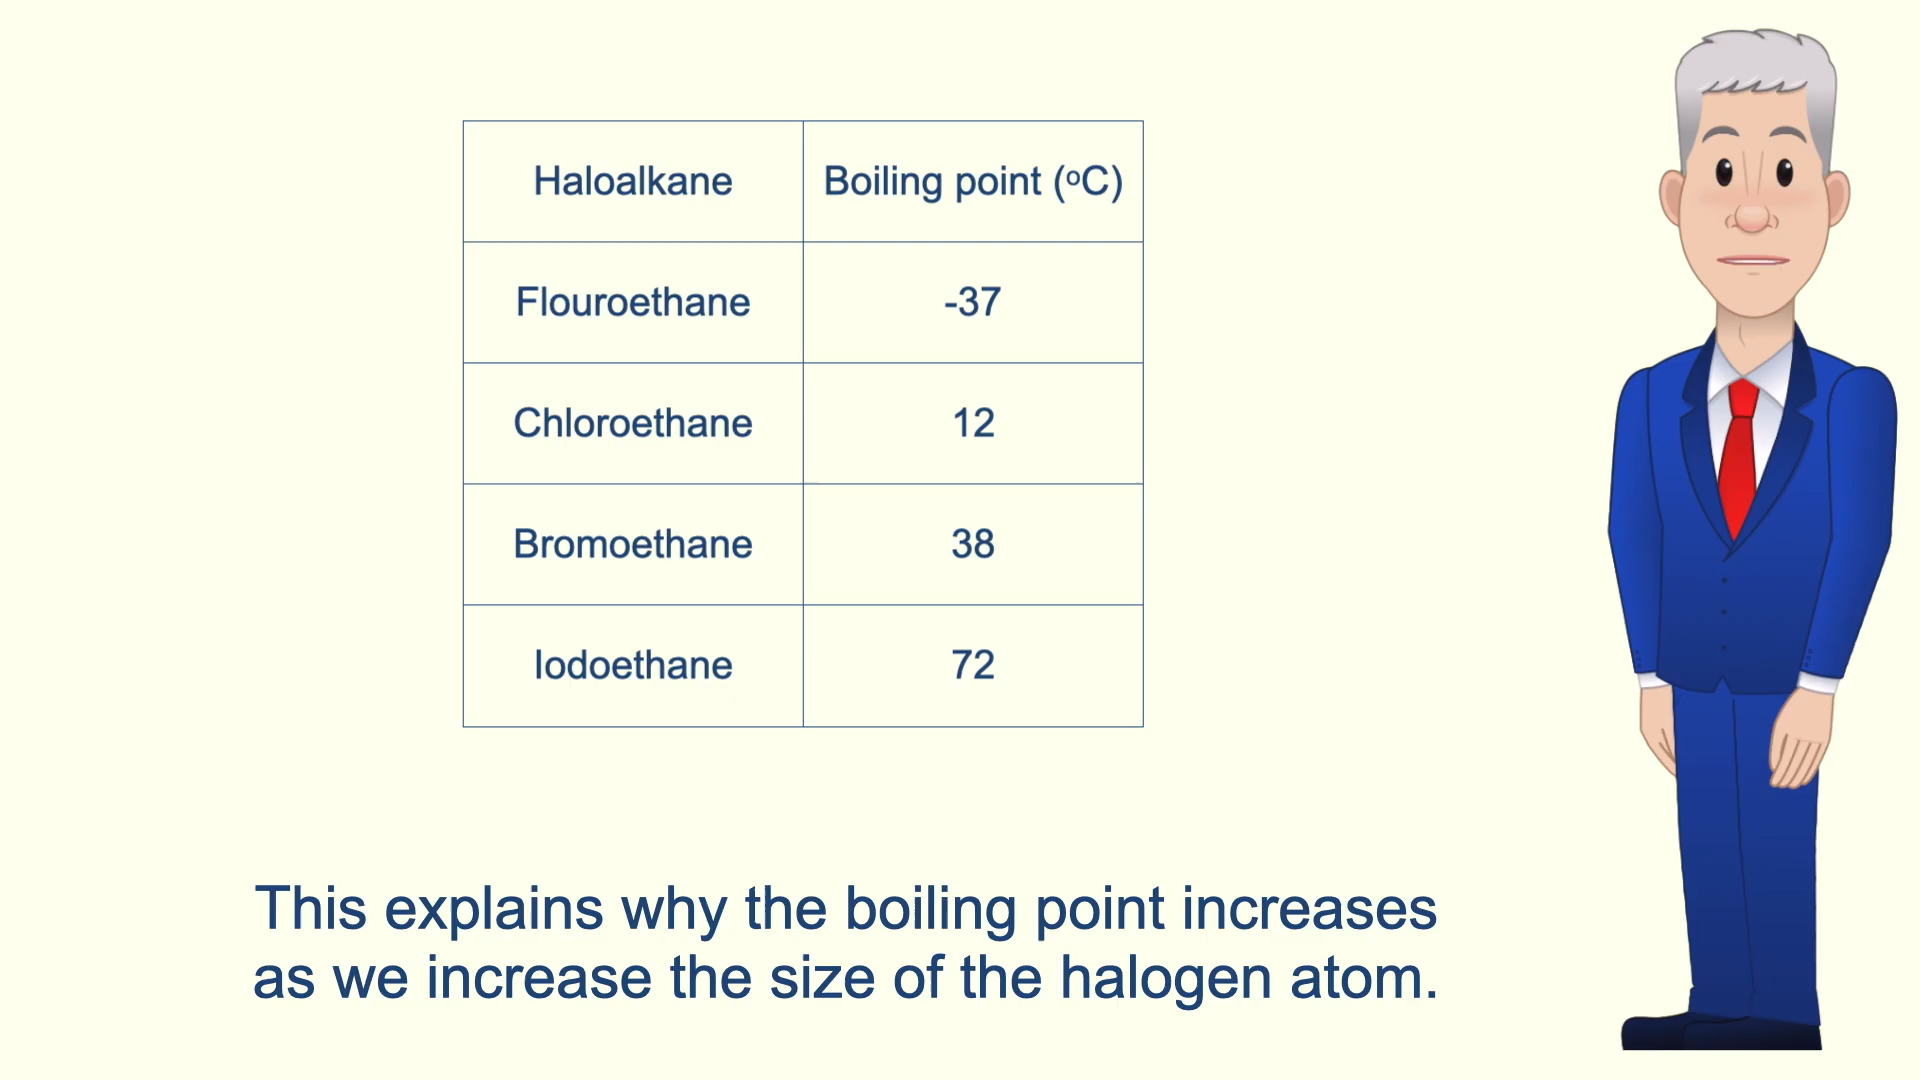 Haloalkane Boiling point (ºC)
Flouroethane -37
Chloroethane 12
Bromoethane 38
Iodoethane 72
This explains why the boiling point increases
as we increase the size of the halogen atom.